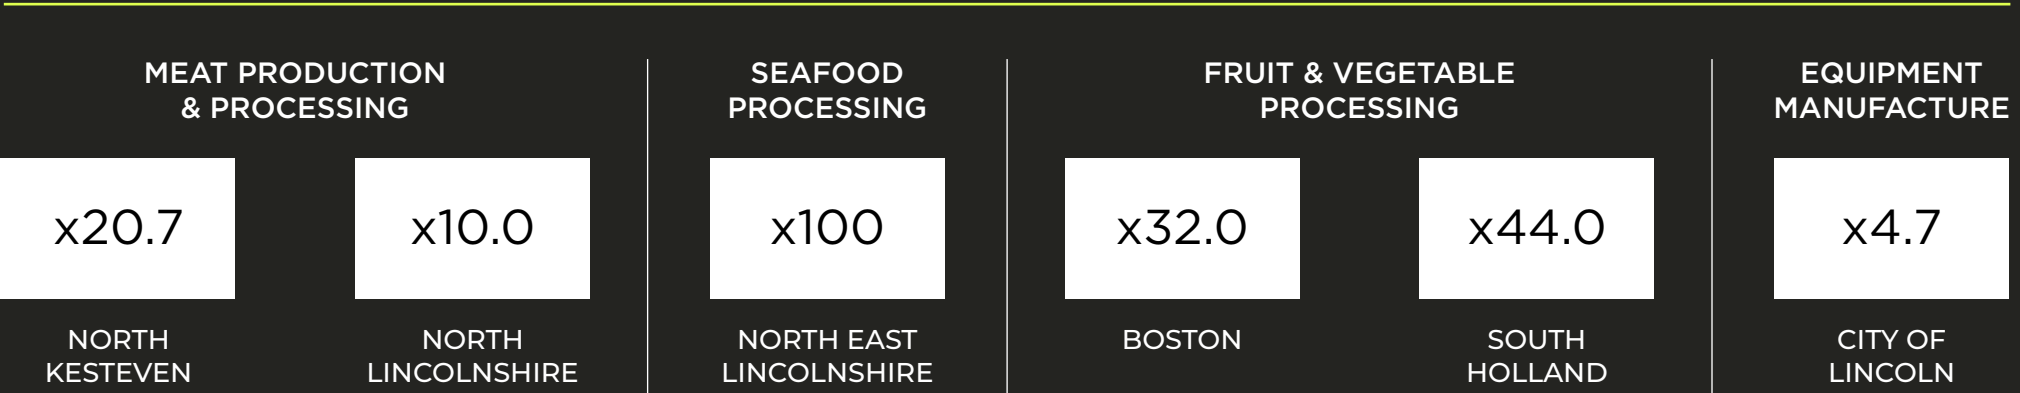 MEAT PRODUCTION
& PROCESSING
x20.7
NORTH
KESTEVEN
x10.0
NORTH
LINCOLNSHIRE
SEAFOOD
PROCESSING
x100
NORTH EAST
LINCOLNSHIRE
FRUIT & VEGETABLE
PROCESSING
x32.0
BOSTON
x44.0
SOUTH
HOLLAND
EQUIPMENT
MANUFACTURE
x4.7
CITY OF
LINCOLN